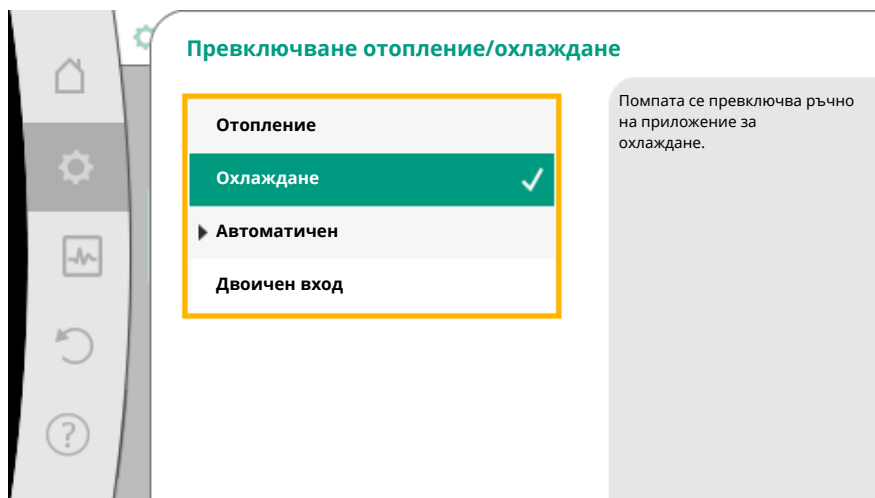 Превключване отопление/охлаждане
Отопление
Охлаждане
Автоматичен
Двоичен вход
Помпата се превключва ръчно
на приложение за
охлаждане.
?